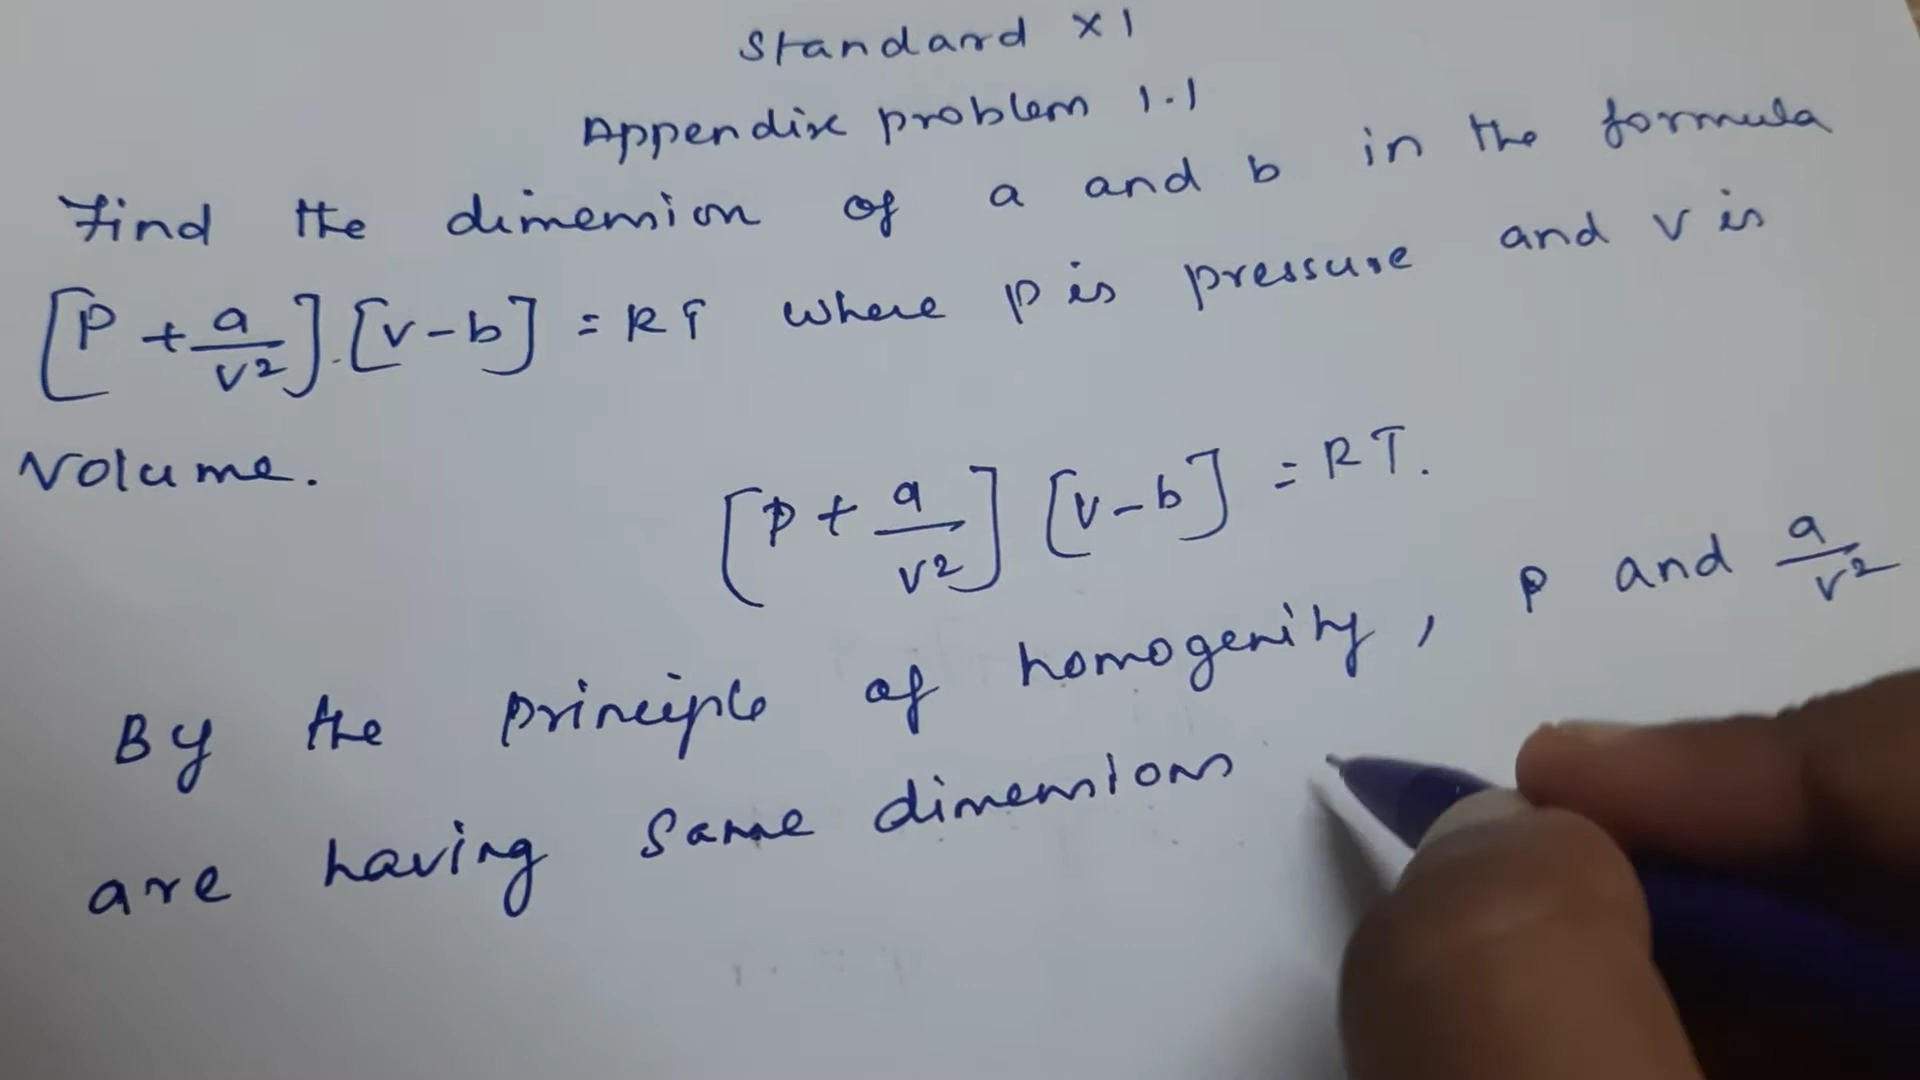 Standard XI
Appendix problem 1.1
Find the dimension of a and b in the formula
[P + a/v²].[v-b] = RT where p is pressure and v is
volume.
[P + a/v²] [v-b] = RT.
By the principle of homogenity, p and a/v²
are having same dimensions